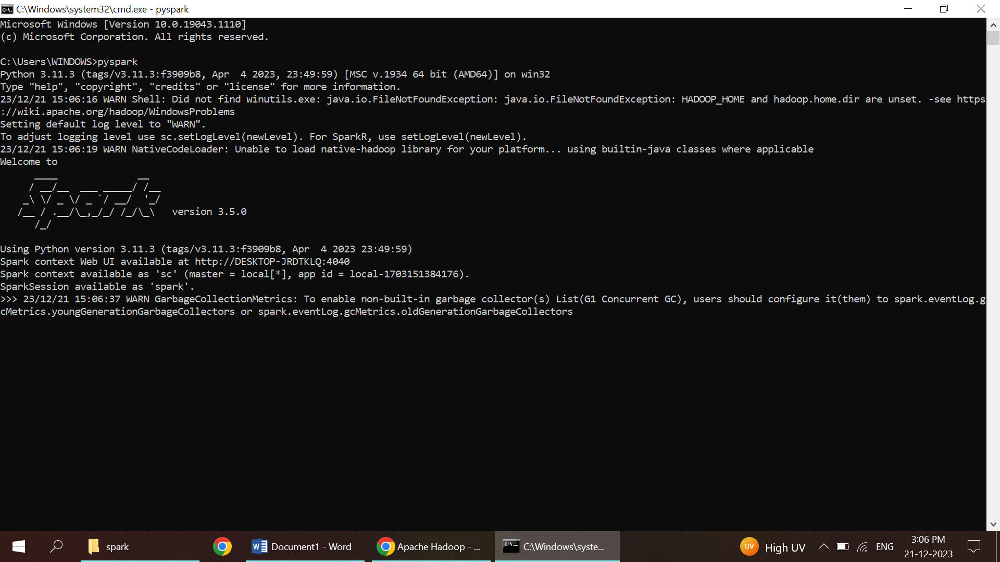 C:\Windows\system32\cmd.exe - pyspark
Microsoft Windows [Version 10.0.19043.1110]
(c) Microsoft Corporation. All rights reserved.
C:\Users\WINDOWS>pyspark
Python 3.11.3 (tags/v3.11.3:f3909b8, Apr  4 2023, 23:49:59) [MSC v.1934 64 bit (AMD64)] on win32
Type "help", "copyright", "credits" or "license" for more information.
23/12/21 15:06:16 WARN Shell: Did not find winutils.exe: java.io.FileNotFoundException: java.io.FileNotFoundException: HADOOP_HOME and hadoop.home.dir are unset. -see https
://wiki.apache.org/hadoop/WindowsProblems
Setting default log level to "WARN".
To adjust logging level use sc.setLogLevel(newLevel). For SparkR, use setLogLevel(newLevel).
23/12/21 15:06:19 WARN NativeCodeLoader: Unable to load native-hadoop library for your platform... using builtin-java classes where applicable
Welcome to
      ____              __
     / __/__  ___ _____/ /__
    _\ \/ _ \/ _ `/ __/  '_/
   /__ / .__/\_,_/_/ /_/\_\   version 3.5.0
      /_/
Using Python version 3.11.3 (tags/v3.11.3:f3909b8, Apr  4 2023 23:49:59)
Spark context Web UI available at http://DESKTOP-JRDTKLQ:4040
Spark context available as 'sc' (master = local[*], app id = local-1703151384176).
SparkSession available as 'spark'.
>>> 23/12/21 15:06:37 WARN GarbageCollectionMetrics: To enable non-built-in garbage collector(s) List(G1 Concurrent GC), users should configure it(them) to spark.eventLog.g
cMetrics.youngGenerationGarbageCollectors or spark.eventLog.gcMetrics.oldGenerationGarbageCollectors
spark
Document1 - Word
Apache Hadoop - ...
C:\Windows\syste...
UV
High UV
ENG
3:06 PM
21-12-2023